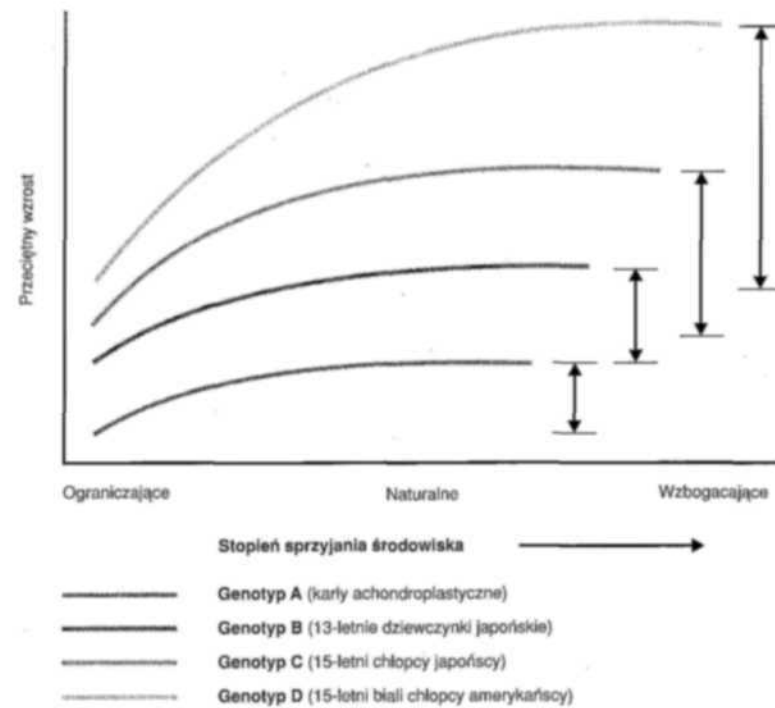 Przeciętny wzrost
Ograniczające Naturalne Wzbogacające
Stopień sprzyjania środowiska
Genotyp A (karły achondroplastyczne)
Genotyp B (13-letnie dziewczynki japońskie)
Genotyp C (15-letni chłopcy japońscy)
Genotyp D (15-letni biali chłopcy amerykańscy)